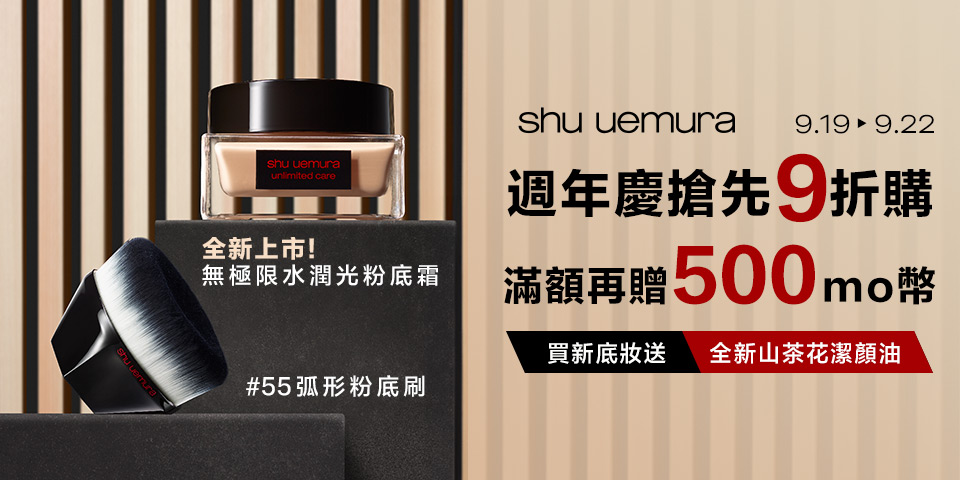 shu uemura
unlimited care
全新上市!
無極限水潤光粉底霜
shu uemura
#55弧形粉底刷
shu uemura 9.19▸9.22
週年慶搶先9折購
滿額再贈500mo幣
買新底妝送 全新山茶花潔顏油